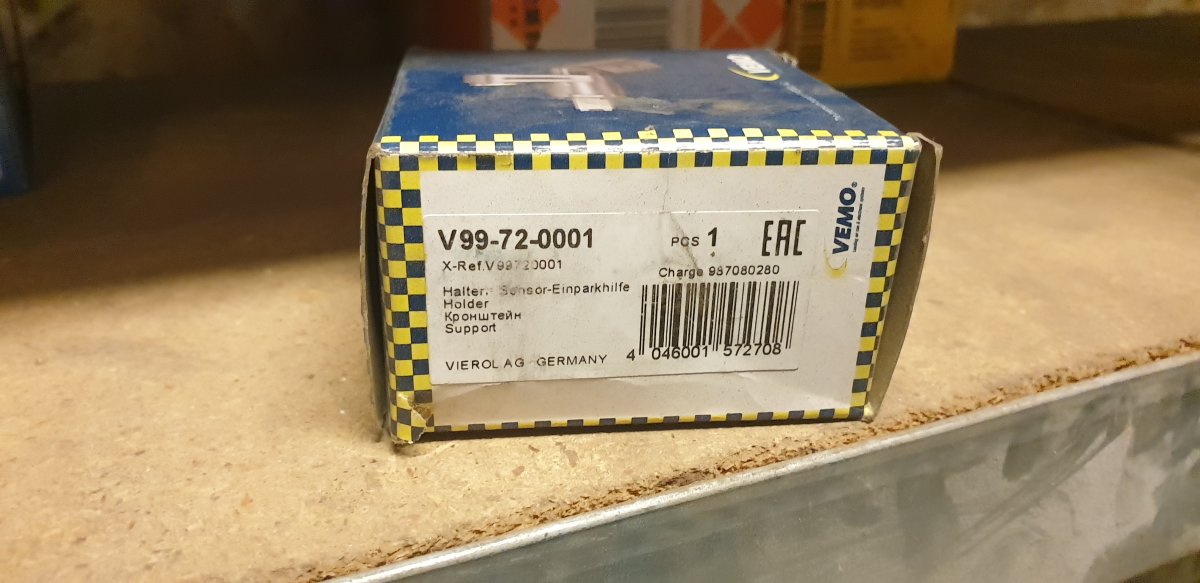 VEMO
V99-72-0001
PCS 1
EAC
VEMO®
X-Ref.V99720001
Charge 987080280
Halter, Sensor-Einparkhilfe
Holder
Кронштейн
Support
VIEROL AG GERMANY
4 046001 572708